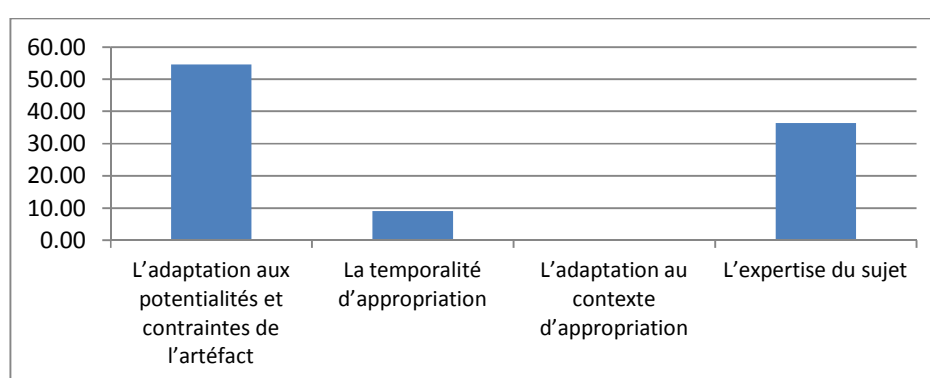 60.00
50.00
40.00
30.00
20.00
10.00
0.00
L’adaptation aux
potentialités et
contraintes de
l’artéfact
La temporalité
d’appropriation
L’adaptation au
contexte
d’appropriation
L’expertise du sujet